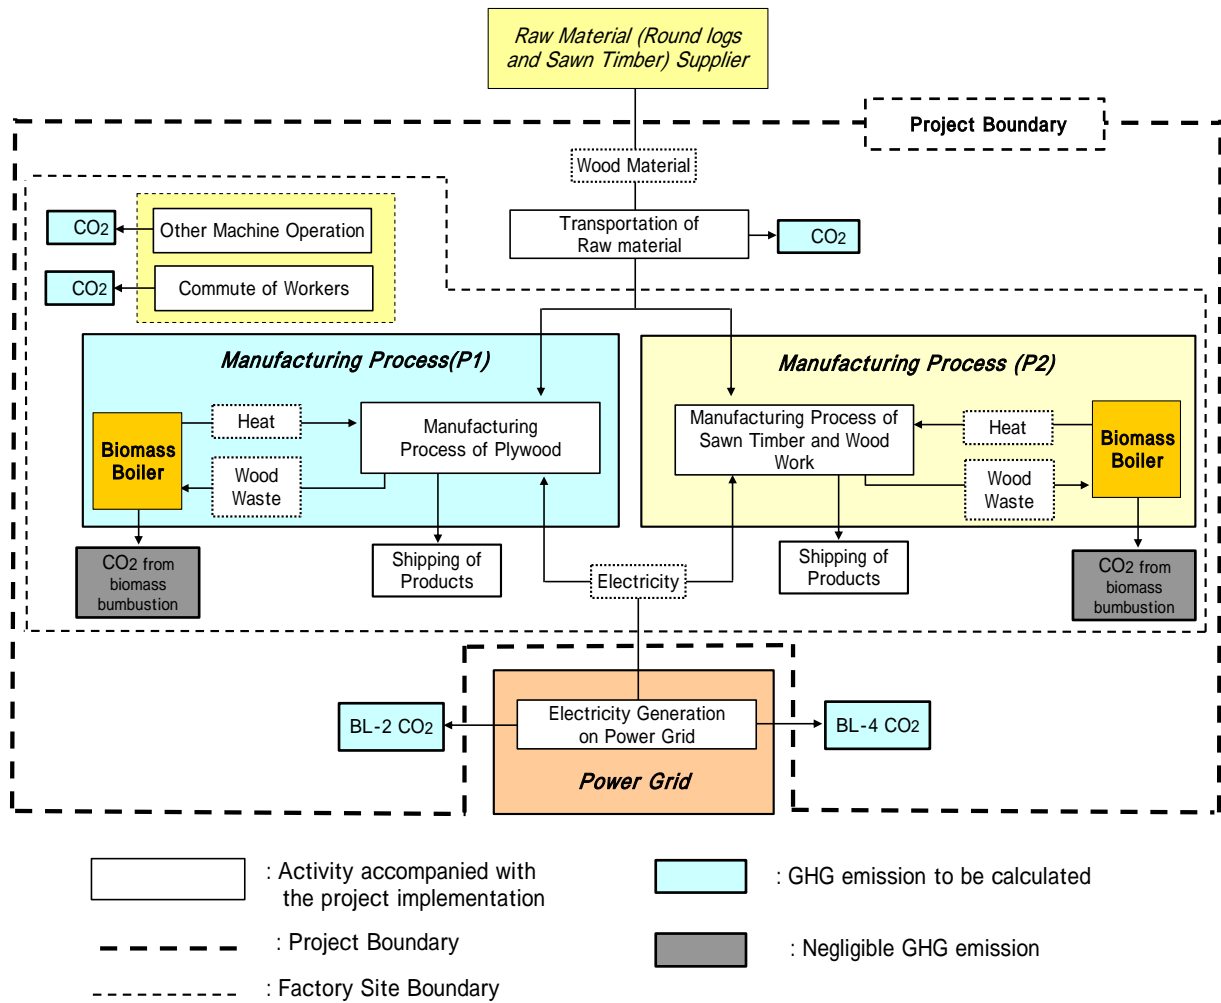 Raw Material (Round logs
and Sawn Timber) Supplier
Project Boundary
Wood Material
CO2
Other Machine Operation
Transportation of
Raw material
CO2
CO2
Commute of Workers
Manufacturing Process(P1)
Manufacturing Process (P2)
Biomass
Boiler
Heat
Wood
Waste
Manufacturing
Process of Plywood
Manufacturing Process of
Sawn Timber and Wood
Work
Heat
Wood
Waste
Biomass
Boiler
CO2 from
biomass
bumbustion
Shipping of
Products
Electricity
Shipping of
Products
CO2 from
biomass
bumbustion
BL-2 CO2
Electricity Generation
on Power Grid
BL-4 CO2
Power Grid
: Activity accompanied with
the project implementation
: GHG emission to be calculated
: Project Boundary
: Negligible GHG emission
: Factory Site Boundary